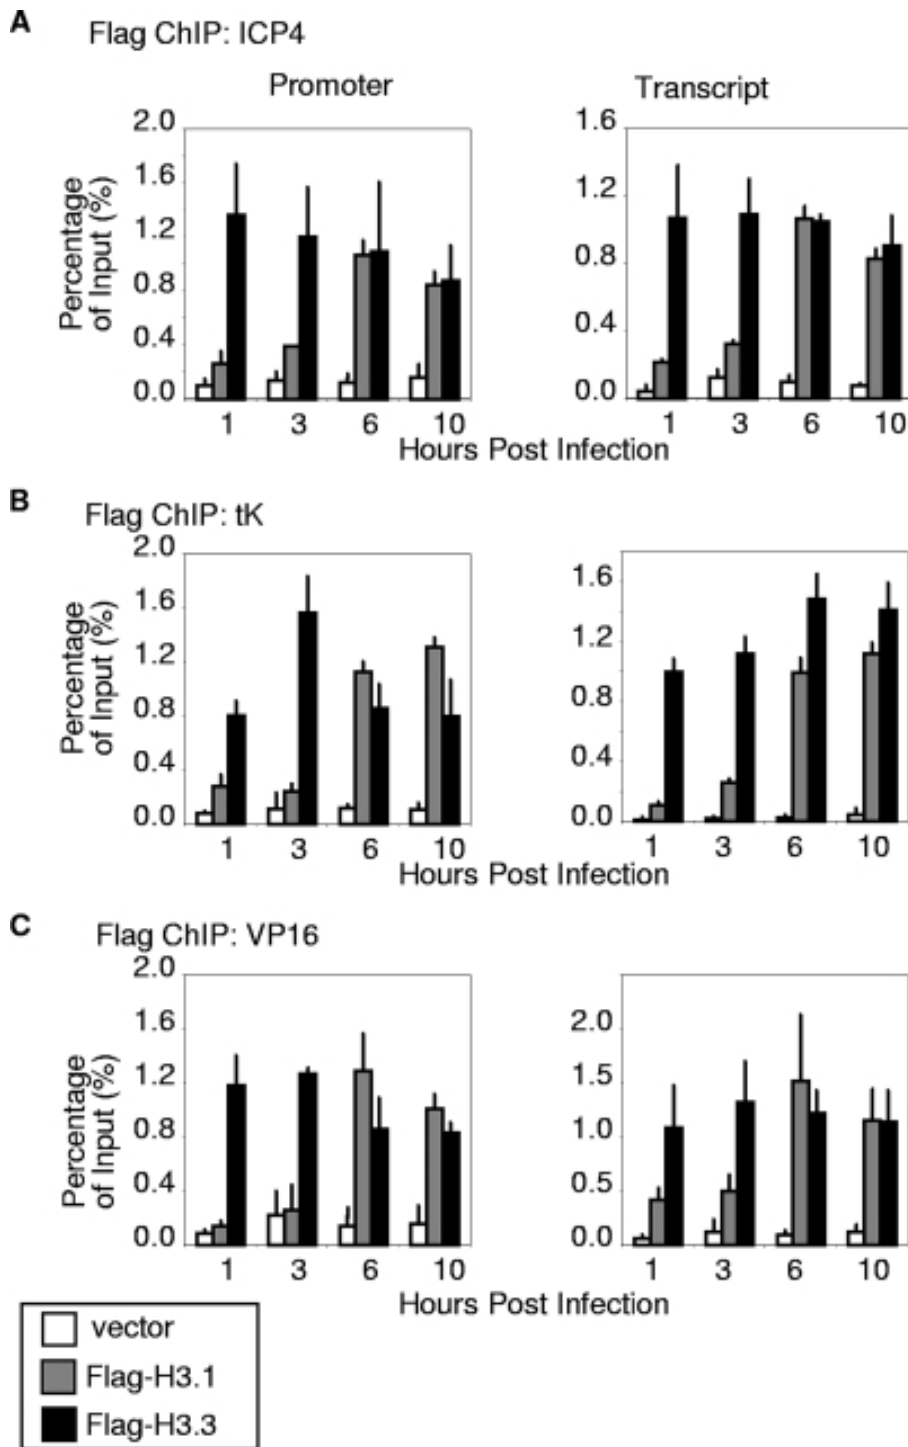 A
Flag ChIP: ICP4
Promoter
Transcript
Percentage
of Input (%)
2.0
1.6
1.2
0.8
0.4
0.0
1.6
1.2
0.8
0.4
0.0
1 3 6 10
1 3 6 10
Hours Post Infection
B
Flag ChIP: tK
Percentage
of Input (%)
2.0
1.6
1.2
0.8
0.4
0.0
1.6
1.2
0.8
0.4
0.0
1 3 6 10
1 3 6 10
Hours Post Infection
C
Flag ChIP: VP16
Percentage
of Input (%)
2.0
1.6
1.2
0.8
0.4
0.0
2.0
1.5
1.0
0.5
0.0
1 3 6 10
1 3 6 10
Hours Post Infection
vector
Flag-H3.1
Flag-H3.3